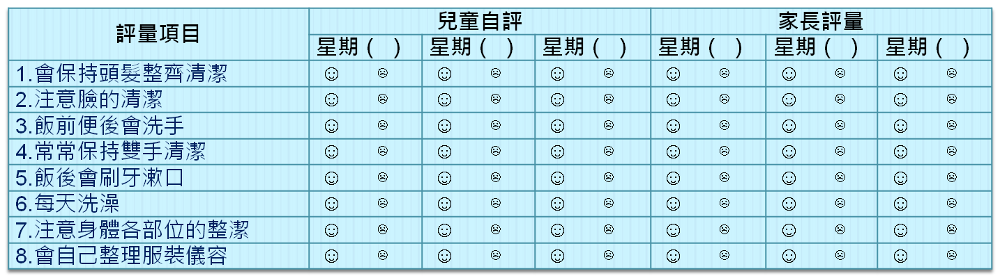 評量項目 兒童自評 家長評量
星期(  ) 星期(  ) 星期(  ) 星期(  ) 星期(  ) 星期(  )
1.會保持頭髮整齊清潔 ☺ ☹ ☺ ☹ ☺ ☹ ☺ ☹ ☺ ☹ ☺ ☹
2.注意臉的清潔 ☺ ☹ ☺ ☹ ☺ ☹ ☺ ☹ ☺ ☹ ☺ ☹
3.飯前便後會洗手 ☺ ☹ ☺ ☹ ☺ ☹ ☺ ☹ ☺ ☹ ☺ ☹
4.常常保持雙手清潔 ☺ ☹ ☺ ☹ ☺ ☹ ☺ ☹ ☺ ☹ ☺ ☹
5.飯後會刷牙漱口 ☺ ☹ ☺ ☹ ☺ ☹ ☺ ☹ ☺ ☹ ☺ ☹
6.每天洗澡 ☺ ☹ ☺ ☹ ☺ ☹ ☺ ☹ ☺ ☹ ☺ ☹
7.注意身體各部位的整潔 ☺ ☹ ☺ ☹ ☺ ☹ ☺ ☹ ☺ ☹ ☺ ☹
8.會自己整理服裝儀容 ☺ ☹ ☺ ☹ ☺ ☹ ☺ ☹ ☺ ☹ ☺ ☹